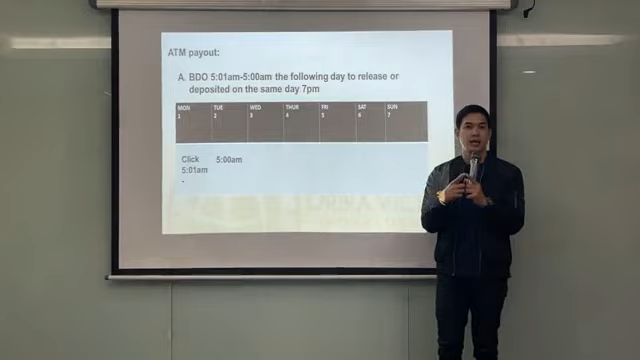 ATM payout:
A. BDO 5:01am-5:00am the following day to release or
deposited on the same day 7pm
MON TUE WED THUR FRI SAT SUN
1 2 3 4 5 6 7
Click 5:00am
5:01am
-